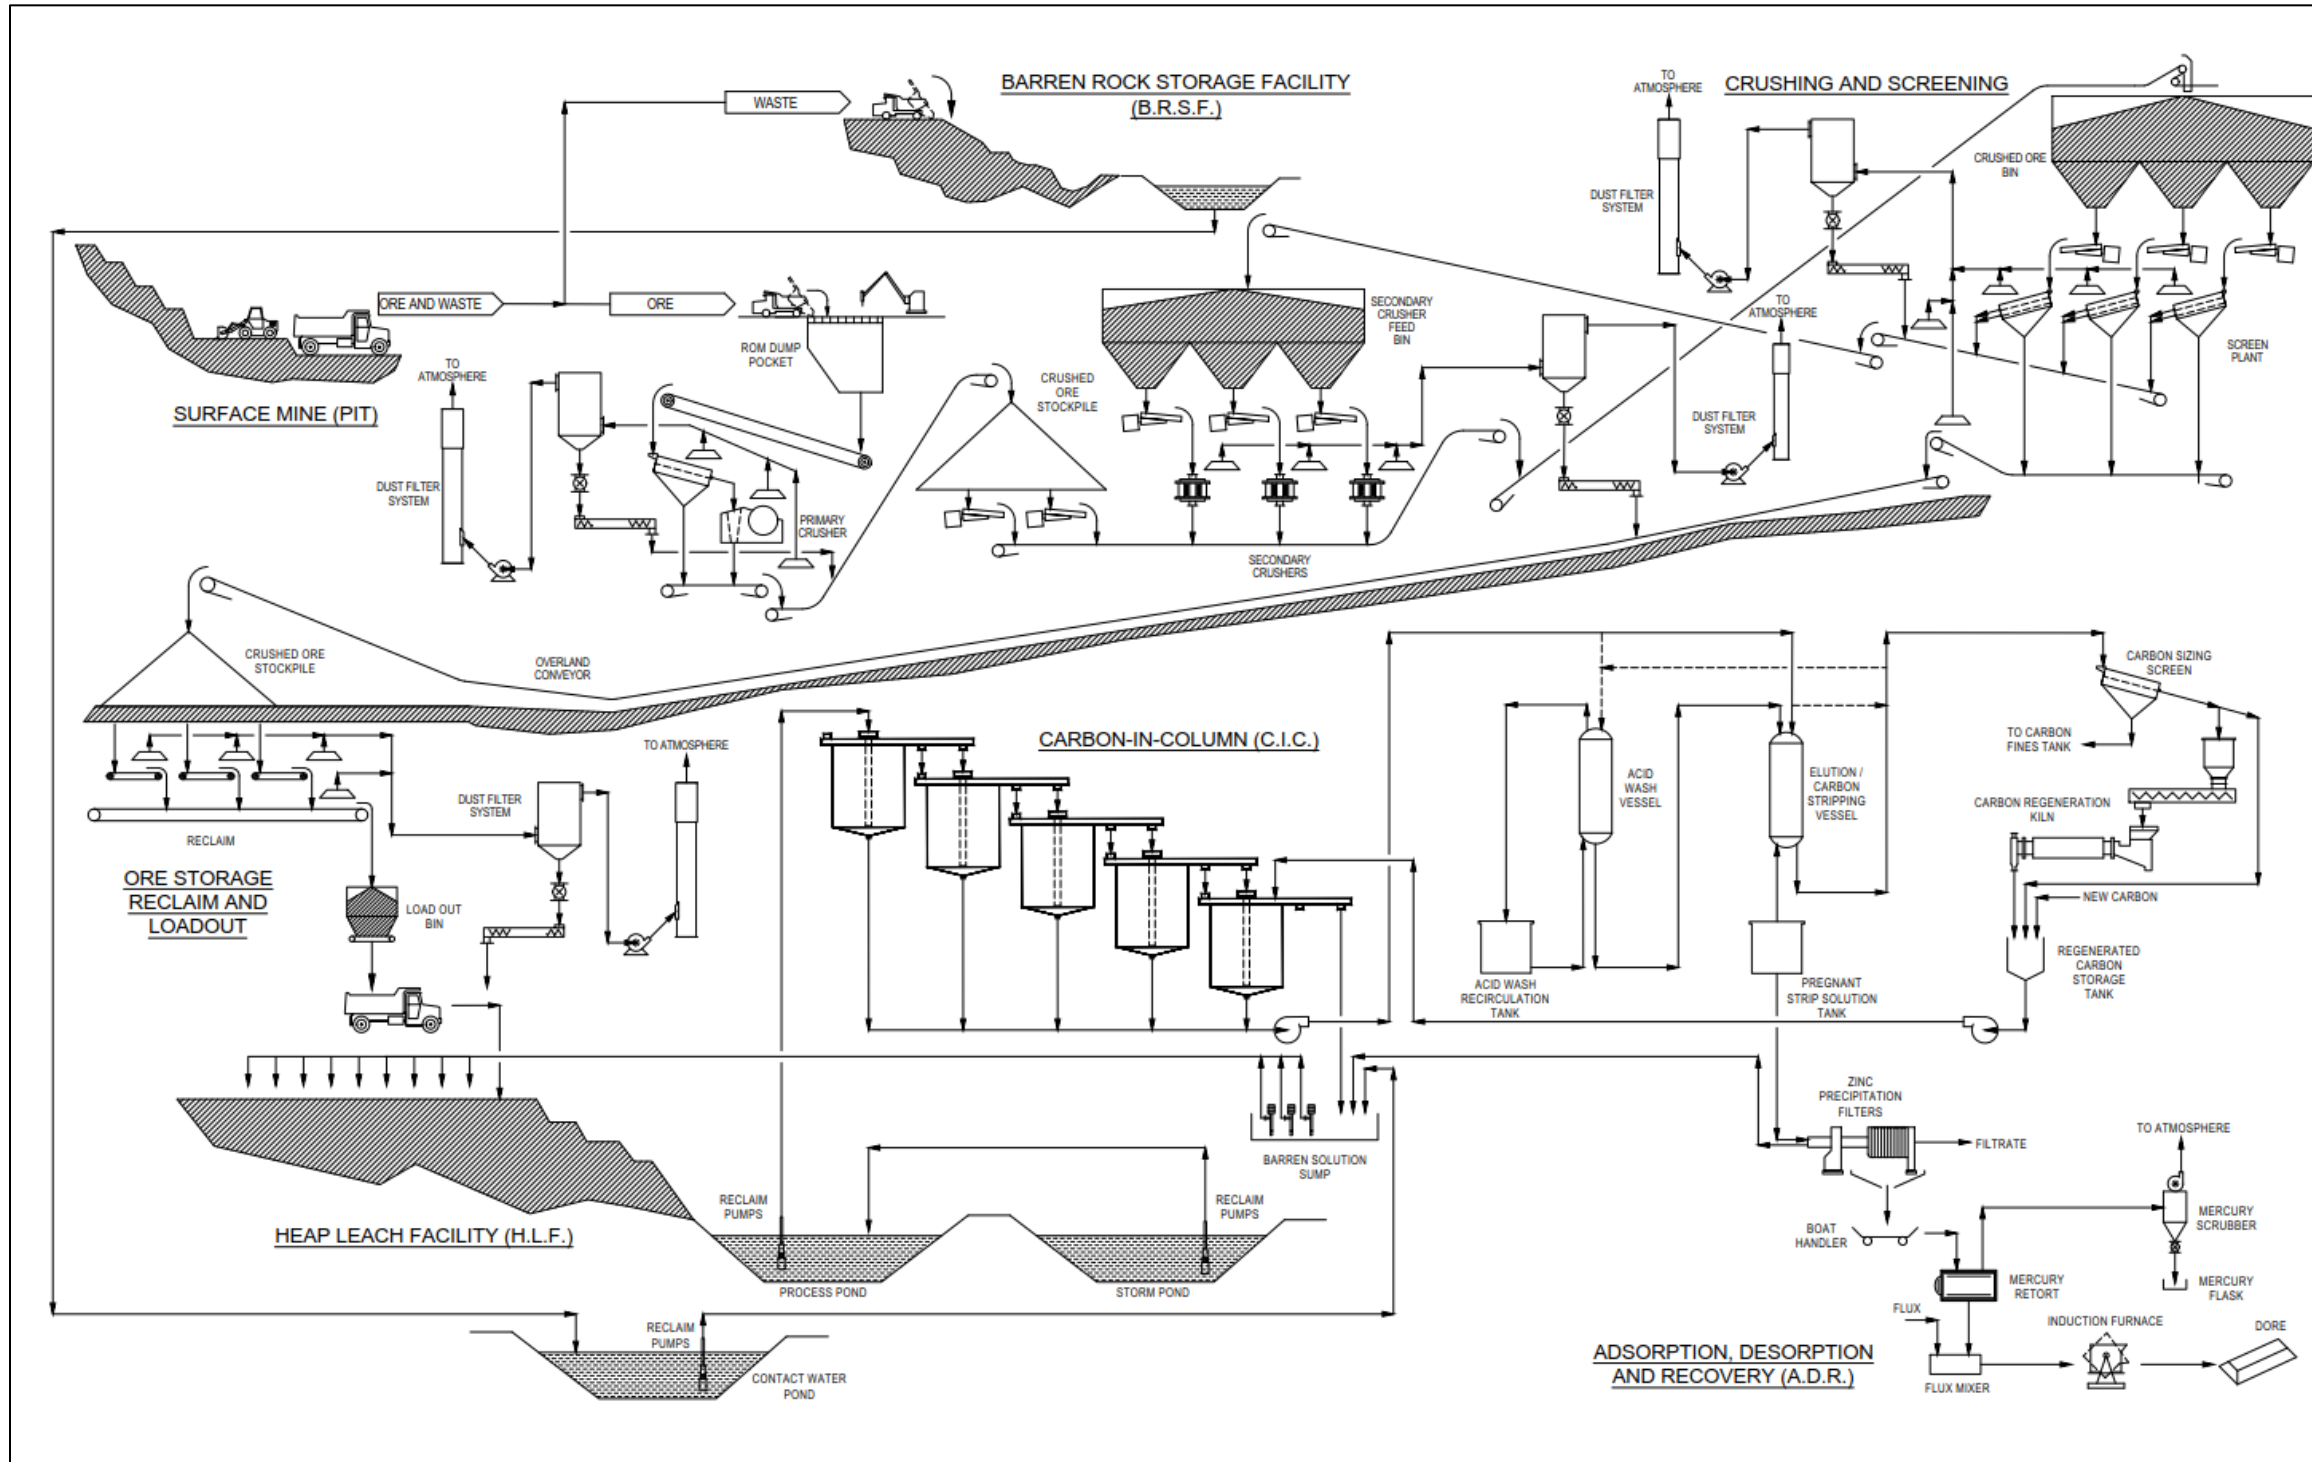 BARREN ROCK STORAGE FACILITY
(B.R.S.F.)
WASTE
TO
ATMOSPHERE
CRUSHING AND SCREENING
CRUSHED ORE
BIN
DUST FILTER
SYSTEM
ORE AND WASTE
ORE
ROM DUMP
POCKET
SECONDARY
CRUSHER
FEED
BIN
TO
ATMOSPHERE
SCREEN
PLANT
SURFACE MINE (PIT)
TO
ATMOSPHERE
CRUSHED
ORE
STOCKPILE
DUST FILTER
SYSTEM
DUST FILTER
SYSTEM
PRIMARY
CRUSHER
SECONDARY
CRUSHERS
CRUSHED ORE
STOCKPILE
OVERLAND
CONVEYOR
CARBON SIZING
SCREEN
TO CARBON
FINES TANK
TO ATMOSPHERE
CARBON-IN-COLUMN (C.I.C.)
ACID
WASH
VESSEL
ELUTION /
CARBON
STRIPPING
VESSEL
CARBON REGENERATION
KILN
DUST FILTER
SYSTEM
RECLAIM
ORE STORAGE
RECLAIM AND
LOADOUT
LOAD OUT
BIN
NEW CARBON
REGENERATED
CARBON
STORAGE
TANK
ACID WASH
RECIRCULATION
TANK
PREGNANT
STRIP SOLUTION
TANK
ZINC
PRECIPITATION
FILTERS
FILTRATE
TO ATMOSPHERE
BARREN SOLUTION
SUMP
RECLAIM
PUMPS
RECLAIM
PUMPS
HEAP LEACH FACILITY (H.L.F.)
BOAT
HANDLER
MERCURY
SCRUBBER
PROCESS POND
STORM POND
MERCURY
RETORT
MERCURY
FLASK
FLUX
INDUCTION FURNACE
DORE
RECLAIM
PUMPS
CONTACT WATER
POND
ADSORPTION, DESORPTION
AND RECOVERY (A.D.R.)
FLUX MIXER